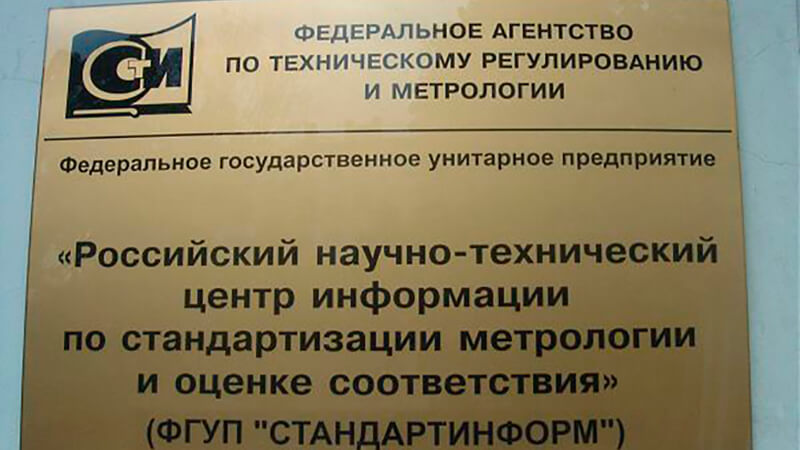 ФЕДЕРАЛЬНОЕ АГЕНТСТВО
ПО ТЕХНИЧЕСКОМУ РЕГУЛИРОВАНИЮ
И МЕТРОЛОГИИ
Федеральное государственное унитарное предприятие
«Российский научно-технический
центр информации
по стандартизации метрологии
и оценке соответствия»
(ФГУП "СТАНДАРТИНФОРМ")